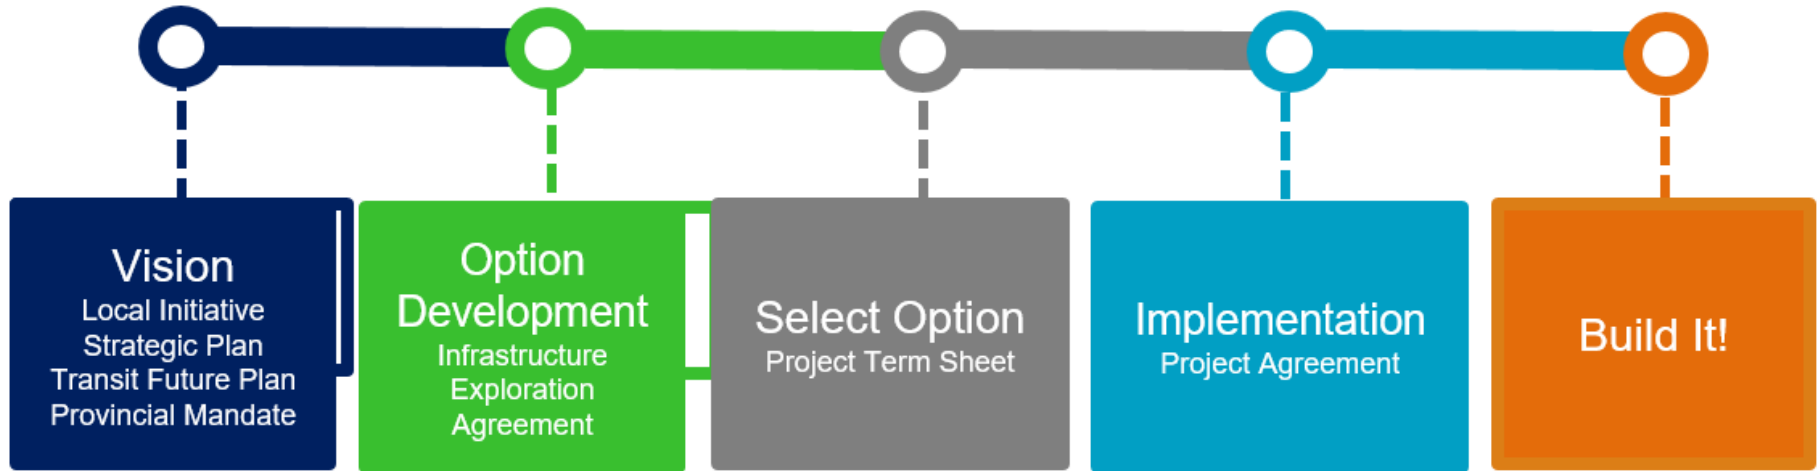 Vision
Local Initiative
Strategic Plan
Transit Future Plan
Provincial Mandate
Option
Development
Infrastructure
Exploration
Agreement
Select Option
Project Term Sheet
Implementation
Project Agreement
Build It!